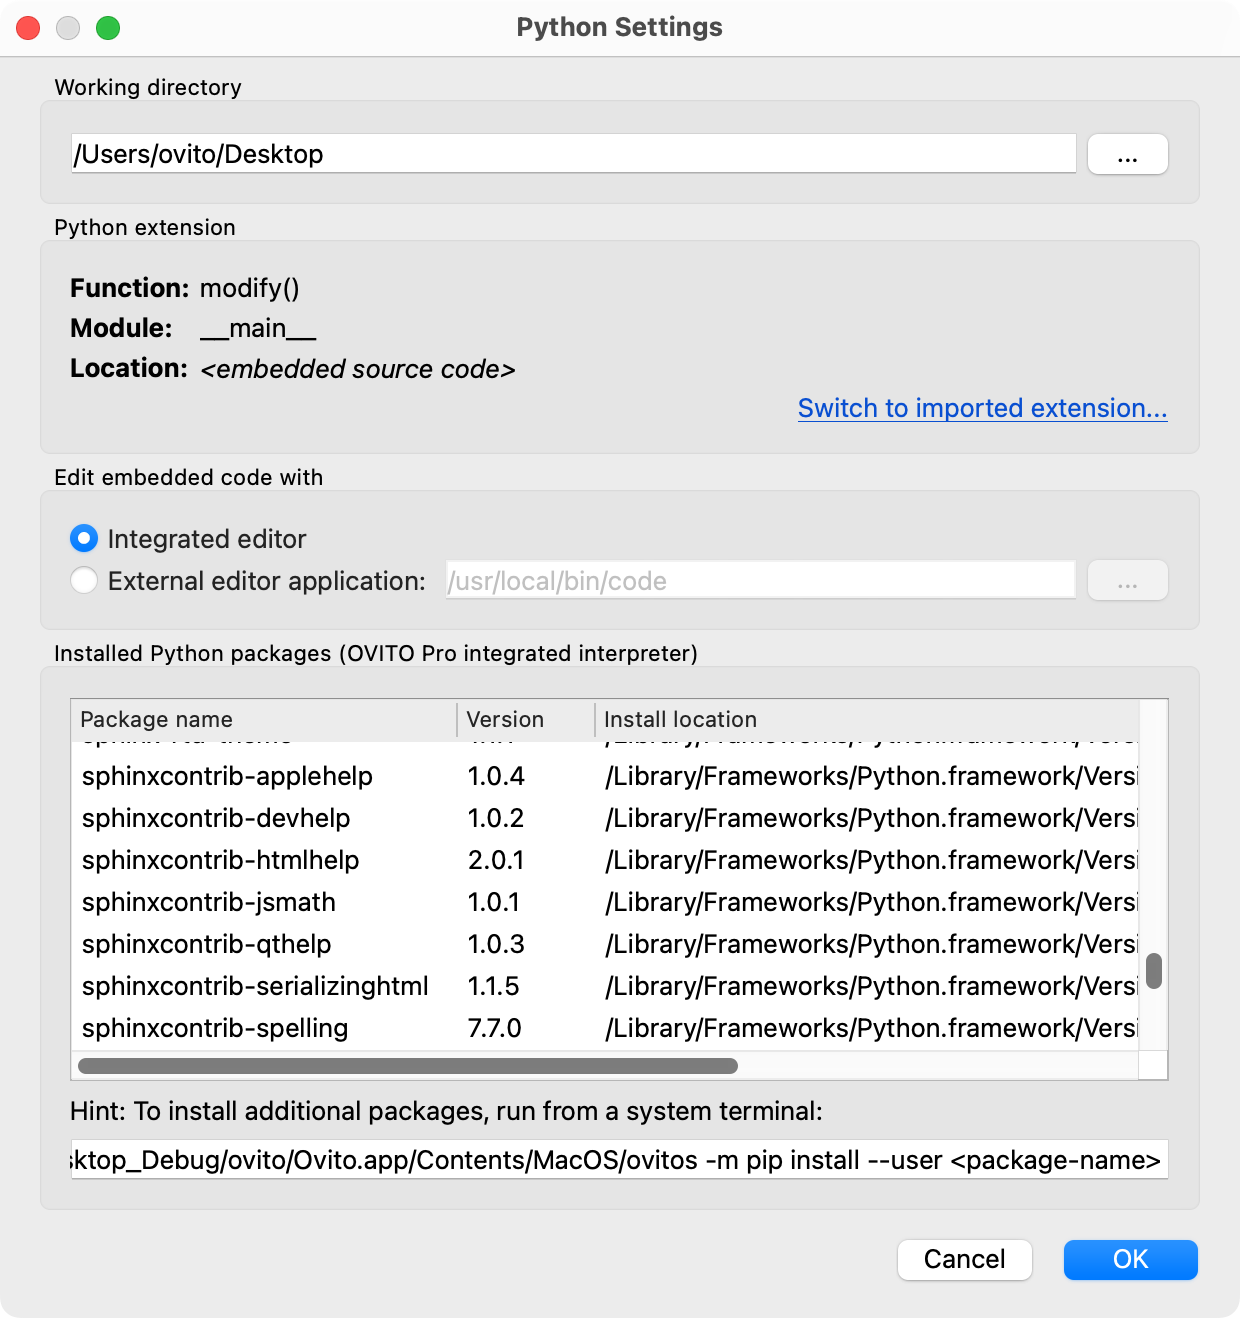 Python Settings
Working directory
/Users/ovito/Desktop
...
Python extension
Function: modify()
Module: __main__
Location: <embedded source code>
Switch to imported extension...
Edit embedded code with
Integrated editor
External editor application: /usr/local/bin/code
...
Installed Python packages (OVITO Pro integrated interpreter)
Package name Version Install location
sphinxcontrib-applehelp 1.0.4 /Library/Frameworks/Python.framework/Versi
sphinxcontrib-devhelp 1.0.2 /Library/Frameworks/Python.framework/Versi
sphinxcontrib-htmlhelp 2.0.1 /Library/Frameworks/Python.framework/Versi
sphinxcontrib-jsmath 1.0.1 /Library/Frameworks/Python.framework/Versi
sphinxcontrib-qthelp 1.0.3 /Library/Frameworks/Python.framework/Versi
sphinxcontrib-serializinghtml 1.1.5 /Library/Frameworks/Python.framework/Versi
sphinxcontrib-spelling 7.7.0 /Library/Frameworks/Python.framework/Versi
Hint: To install additional packages, run from a system terminal:
ktop_Debug/ovito/Ovito.app/Contents/MacOS/ovitos -m pip install --user <package-name>
Cancel
OK